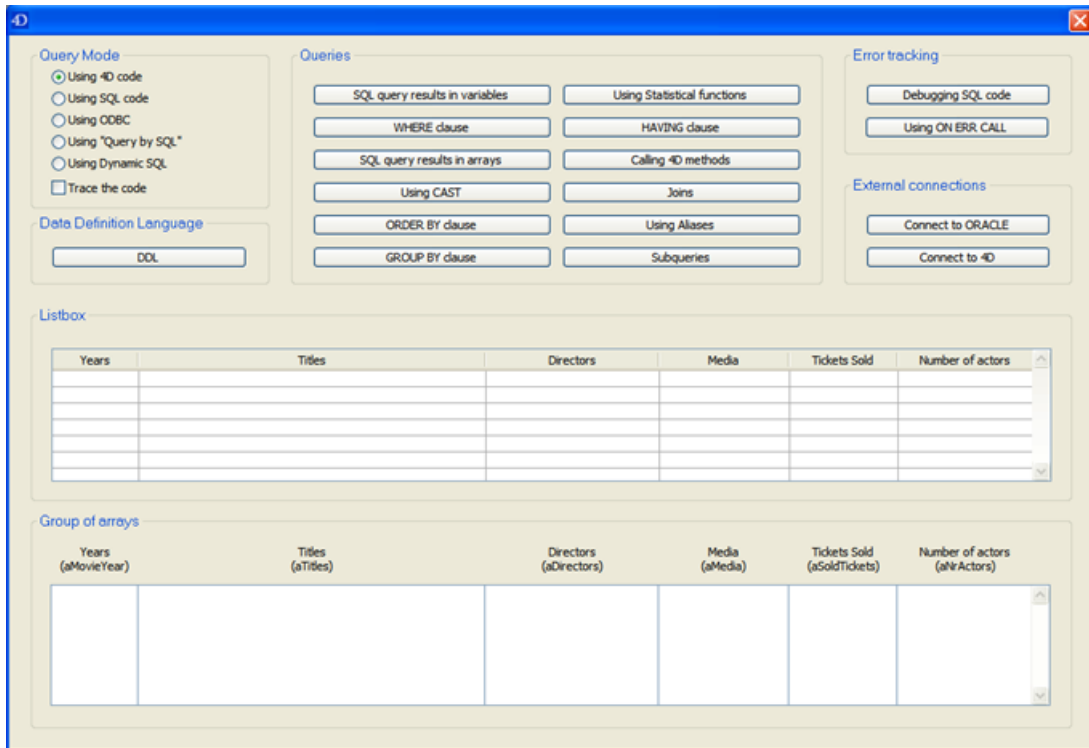 4D
Query Mode
Using 4D code
Using SQL code
Using ODBC
Using "Query by SQL"
Using Dynamic SQL
Trace the code
Data Definition Language
DDL
Queries
SQL query results in variables
Using Statistical functions
WHERE clause
HAVING clause
SQL query results in arrays
Calling 4D methods
Using CAST
Joins
ORDER BY clause
Using Aliases
GROUP BY clause
Subqueries
Error tracking
Debugging SQL code
Using ON ERR CALL
External connections
Connect to ORACLE
Connect to 4D
Listbox
Years Titles Directors Media Tickets Sold Number of actors
Group of arrays
Years Titles Directors Media Tickets Sold Number of actors
(aMovieYear) (aTitles) (aDirectors) (aMedia) (aSoldTickets) (aNrActors)